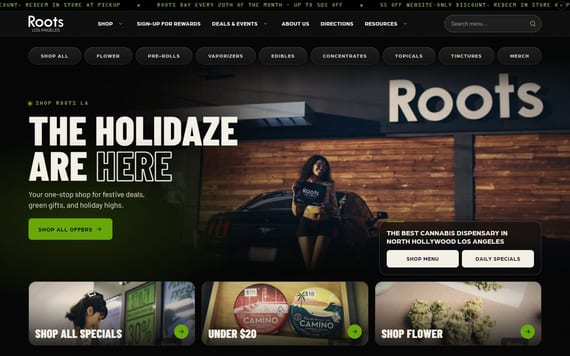 COUNT- REDEEM IN STORE AT PICKUP ROOTS DAY EVERY 20TH OF THE MONTH - UP TO 50% OFF 5% OFF WEBSITE-ONLY DISCOUNT- REDEEM IN STORE A
Roots
LOS ANGELES
SHOP SIGN-UP FOR REWARDS DEALS & EVENTS ABOUT US DIRECTIONS RESOURCES
Search menu...
SHOP ALL FLOWER PRE-ROLLS VAPORIZERS EDIBLES CONCENTRATES TOPICALS TINCTURES MERCH
Roots
SHOP ROOTS LA
THE HOLIDAZE
ARE HERE
Your one-stop shop for festive deals,
green gifts, and holiday highs.
SHOP ALL OFFERS →
THE BEST CANNABIS DISPENSARY IN
NORTH HOLLYWOOD LOS ANGELES
SHOP MENU DAILY SPECIALS
30%
$18
CAMINO CAMINO
SHOP ALL SPECIALS → UNDER $20 → SHOP FLOWER →